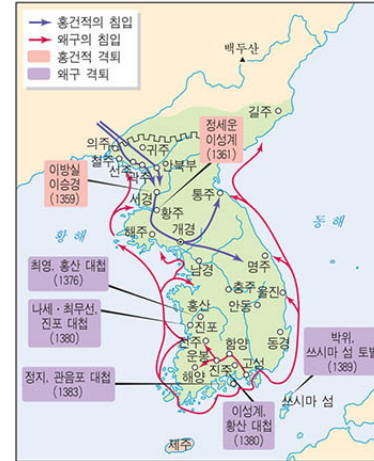 홍건적의 침입
왜구의 침입
홍건적 격퇴
왜구 격퇴
백두산
길주
정세운
이성계
(1361)
의주
귀주
철주
선주
안북부
이방실
이승경
(1359)
서경
통주
황주
황해
해주
개경
동해
최영, 홍산 대첩
(1376)
남경
명주
충주
울진
나세·최무선,
진포 대첩
(1380)
홍산
안동
진포
전주
함양
동경
박위,
쓰시마 섬 토벌
(1389)
운봉
진주
고성
정지, 관음포 대첩
(1383)
해양
이성계,
황산 대첩
(1380)
쓰시마 섬
제주